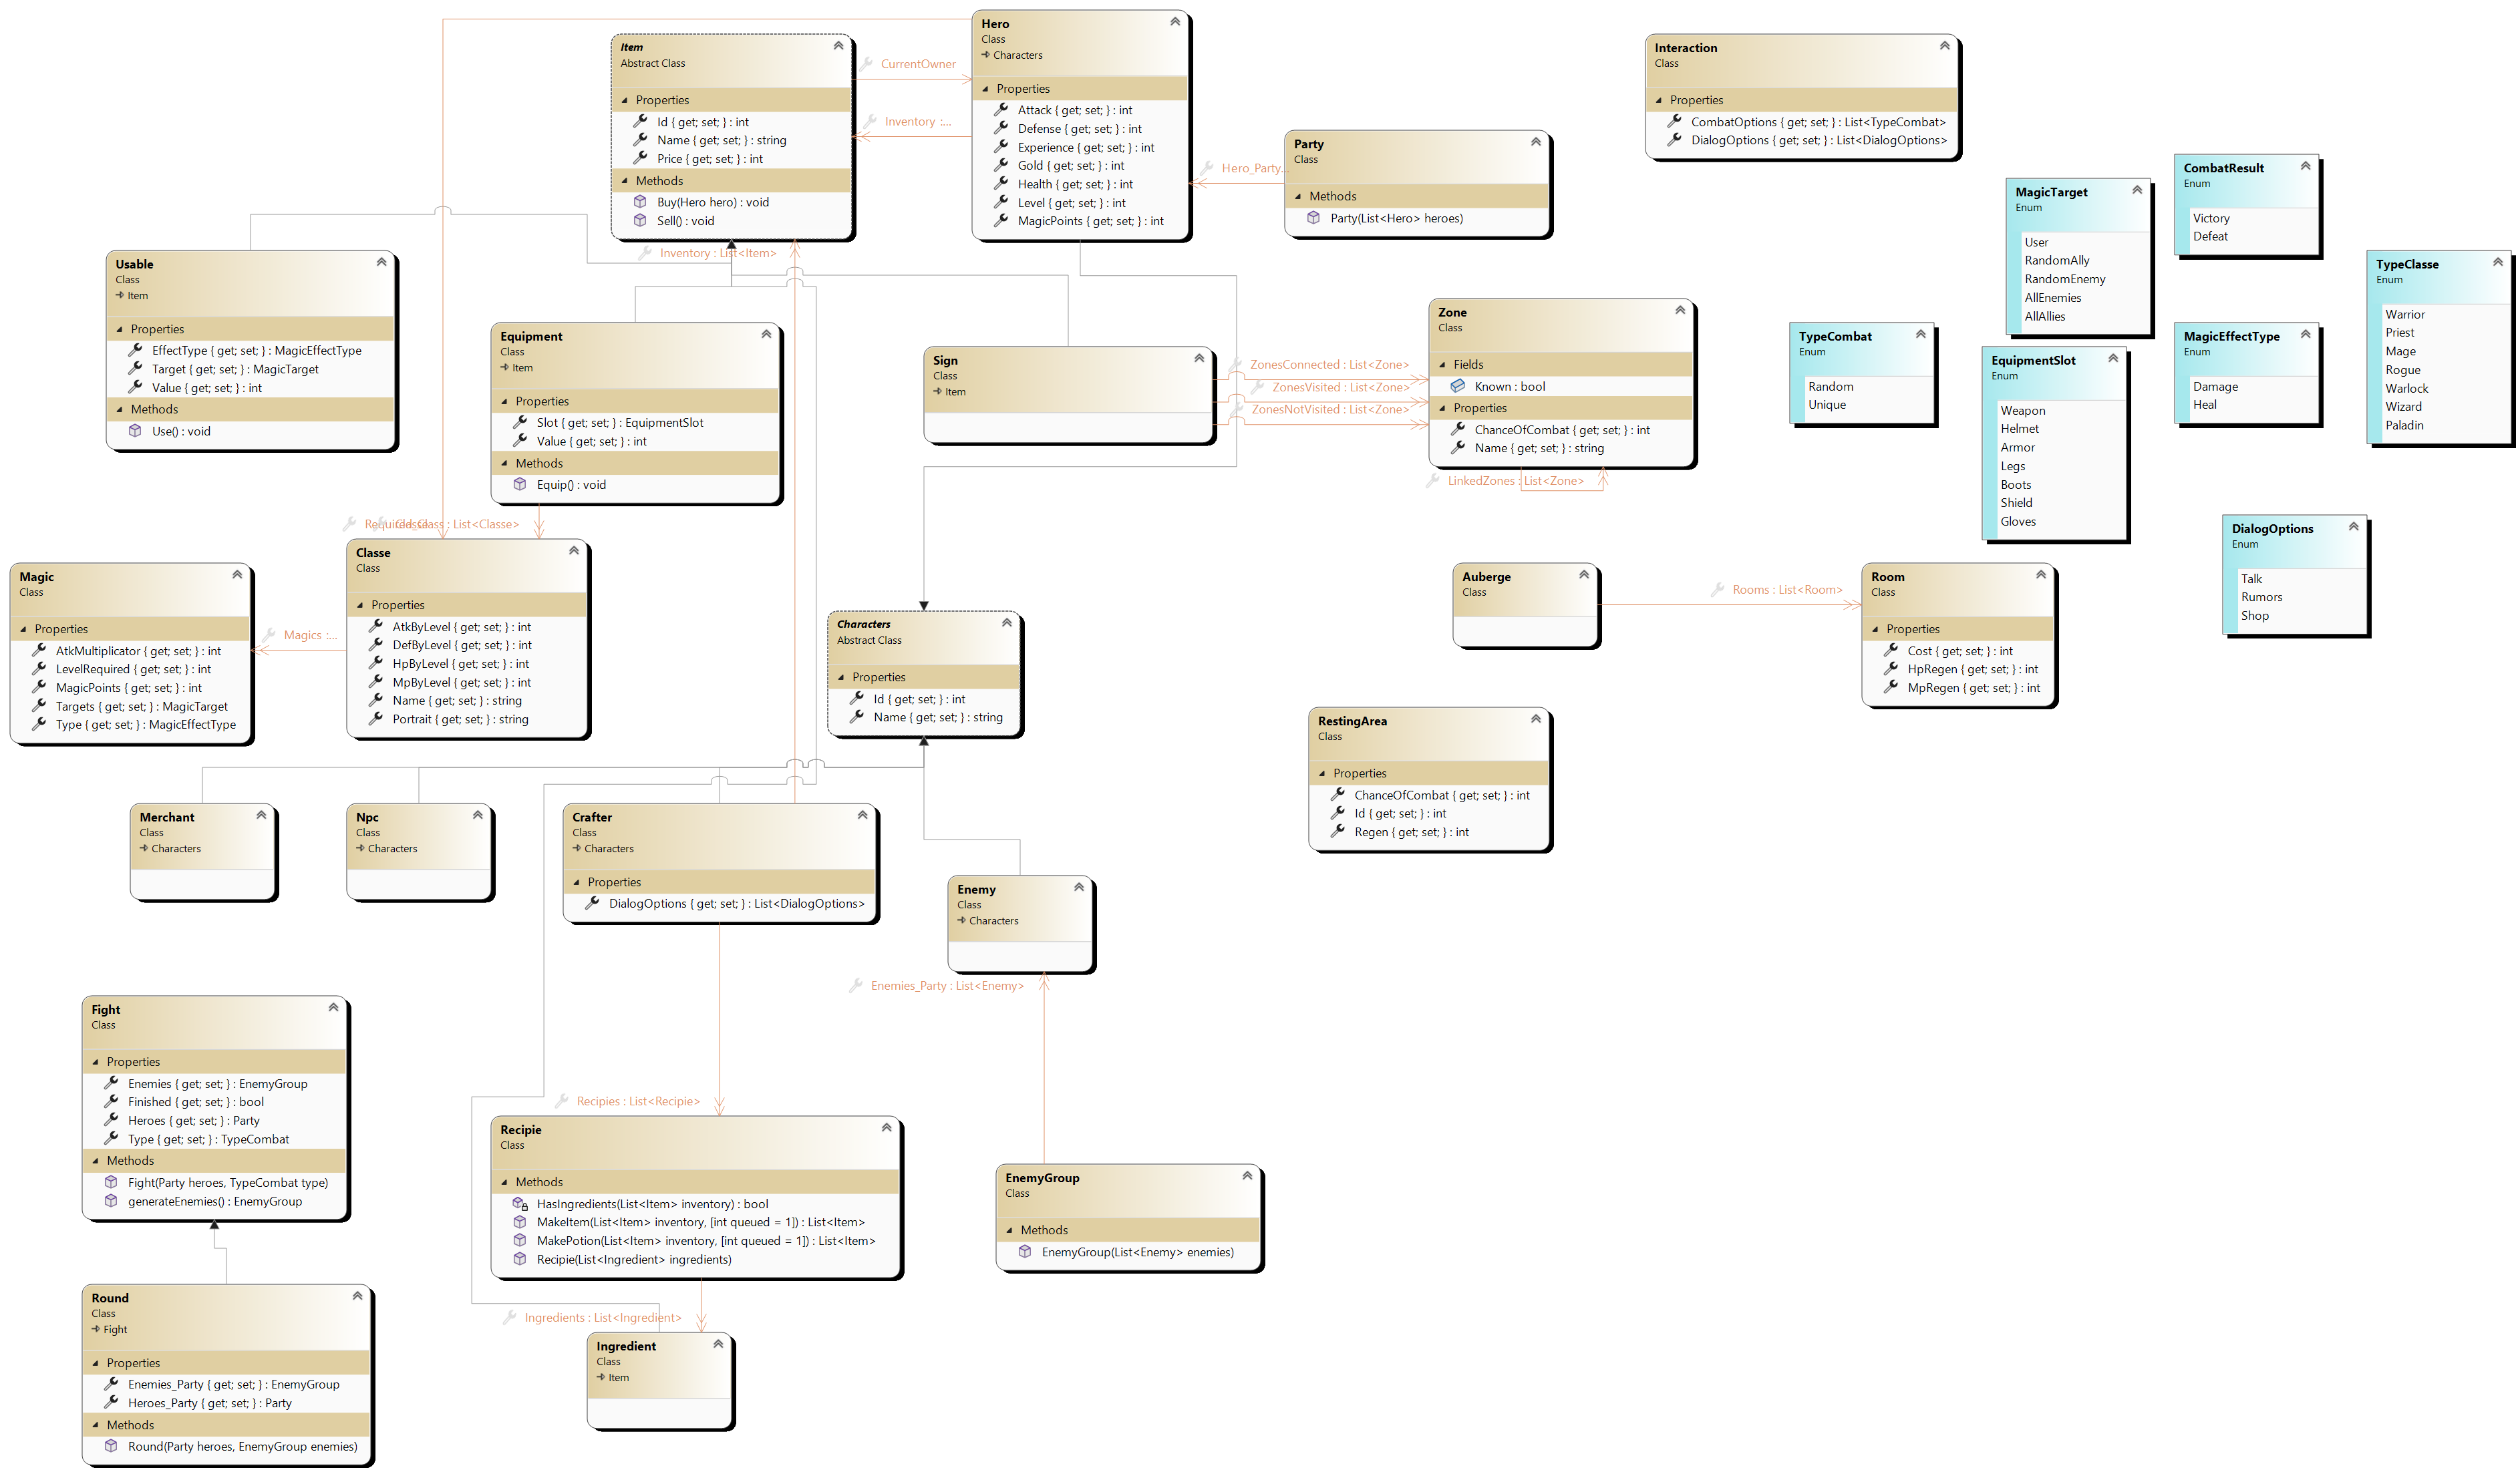 Item
Abstract Class
Properties
Id { get; set; } : int
Name { get; set; } : string
Price { get; set; } : int
Methods
Buy(Hero hero) : void
Sell() : void
CurrentOwner
Inventory :...
Hero
Class
Characters
Properties
Attack { get; set; } : int
Defense { get; set; } : int
Experience { get; set; } : int
Gold { get; set; } : int
Health { get; set; } : int
Level { get; set; } : int
MagicPoints { get; set; } : int
Hero_Party...
Party
Class
Methods
Party(List<Hero> heroes)
Interaction
Class
Properties
CombatOptions { get; set; } : List<TypeCombat>
DialogOptions { get; set; } : List<DialogOptions>
CombatResult
Enum
Victory
Defeat
MagicTarget
Enum
User
RandomAlly
RandomEnemy
AllEnemies
AllAllies
TypeClasse
Enum
Warrior
Priest
Mage
Rogue
Warlock
Wizard
Paladin
Inventory : List<Item>
Usable
Class
Item
Properties
EffectType { get; set; } : MagicEffectType
Target { get; set; } : MagicTarget
Value { get; set; } : int
Methods
Use() : void
Equipment
Class
Item
Properties
Slot { get; set; } : EquipmentSlot
Value { get; set; } : int
Methods
Equip() : void
Sign
Class
Item
ZonesConnected : List<Zone>
ZonesVisited : List<Zone>
ZonesNotVisited : List<Zone>
Zone
Class
Fields
Known : bool
Properties
ChanceOfCombat { get; set; } : int
Name { get; set; } : string
LinkedZones : List<Zone>
TypeCombat
Enum
Random
Unique
EquipmentSlot
Enum
Weapon
Helmet
Armor
Legs
Boots
Shield
Gloves
MagicEffectType
Enum
Damage
Heal
DialogOptions
Enum
Talk
Rumors
Shop
Class : List<Classe>
Magic
Class
Properties
AtkMultiplicator { get; set; } : int
LevelRequired { get; set; } : int
MagicPoints { get; set; } : int
Targets { get; set; } : MagicTarget
Type { get; set; } : MagicEffectType
Magics :...
Classe
Class
Properties
AtkByLevel { get; set; } : int
DefByLevel { get; set; } : int
HpByLevel { get; set; } : int
MpByLevel { get; set; } : int
Name { get; set; } : string
Portrait { get; set; } : string
Characters
Abstract Class
Properties
Id { get; set; } : int
Name { get; set; } : string
Auberge
Class
Rooms : List<Room>
Room
Class
Properties
Cost { get; set; } : int
HpRegen { get; set; } : int
MpRegen { get; set; } : int
RestingArea
Class
Properties
ChanceOfCombat { get; set; } : int
Id { get; set; } : int
Regen { get; set; } : int
Merchant
Class
Characters
Npc
Class
Characters
Crafter
Class
Characters
Properties
DialogOptions { get; set; } : List<DialogOptions>
Enemy
Class
Characters
Enemies_Party : List<Enemy>
Fight
Class
Properties
Enemies { get; set; } : EnemyGroup
Finished { get; set; } : bool
Heroes { get; set; } : Party
Type { get; set; } : TypeCombat
Methods
Fight(Party heroes, TypeCombat type)
generateEnemies() : EnemyGroup
Recipies : List<Recipie>
Recipie
Class
Methods
HasIngredients(List<Item> inventory) : bool
MakeItem(List<Item> inventory, [int queued = 1]) : List<Item>
MakePotion(List<Item> inventory, [int queued = 1]) : List<Item>
Recipie(List<Ingredient> ingredients)
EnemyGroup
Class
Methods
EnemyGroup(List<Enemy> enemies)
Round
Class
Fight
Properties
Enemies_Party { get; set; } : EnemyGroup
Heroes_Party { get; set; } : Party
Methods
Round(Party heroes, EnemyGroup enemies)
Ingredients : List<Ingredient>
Ingredient
Class
Item